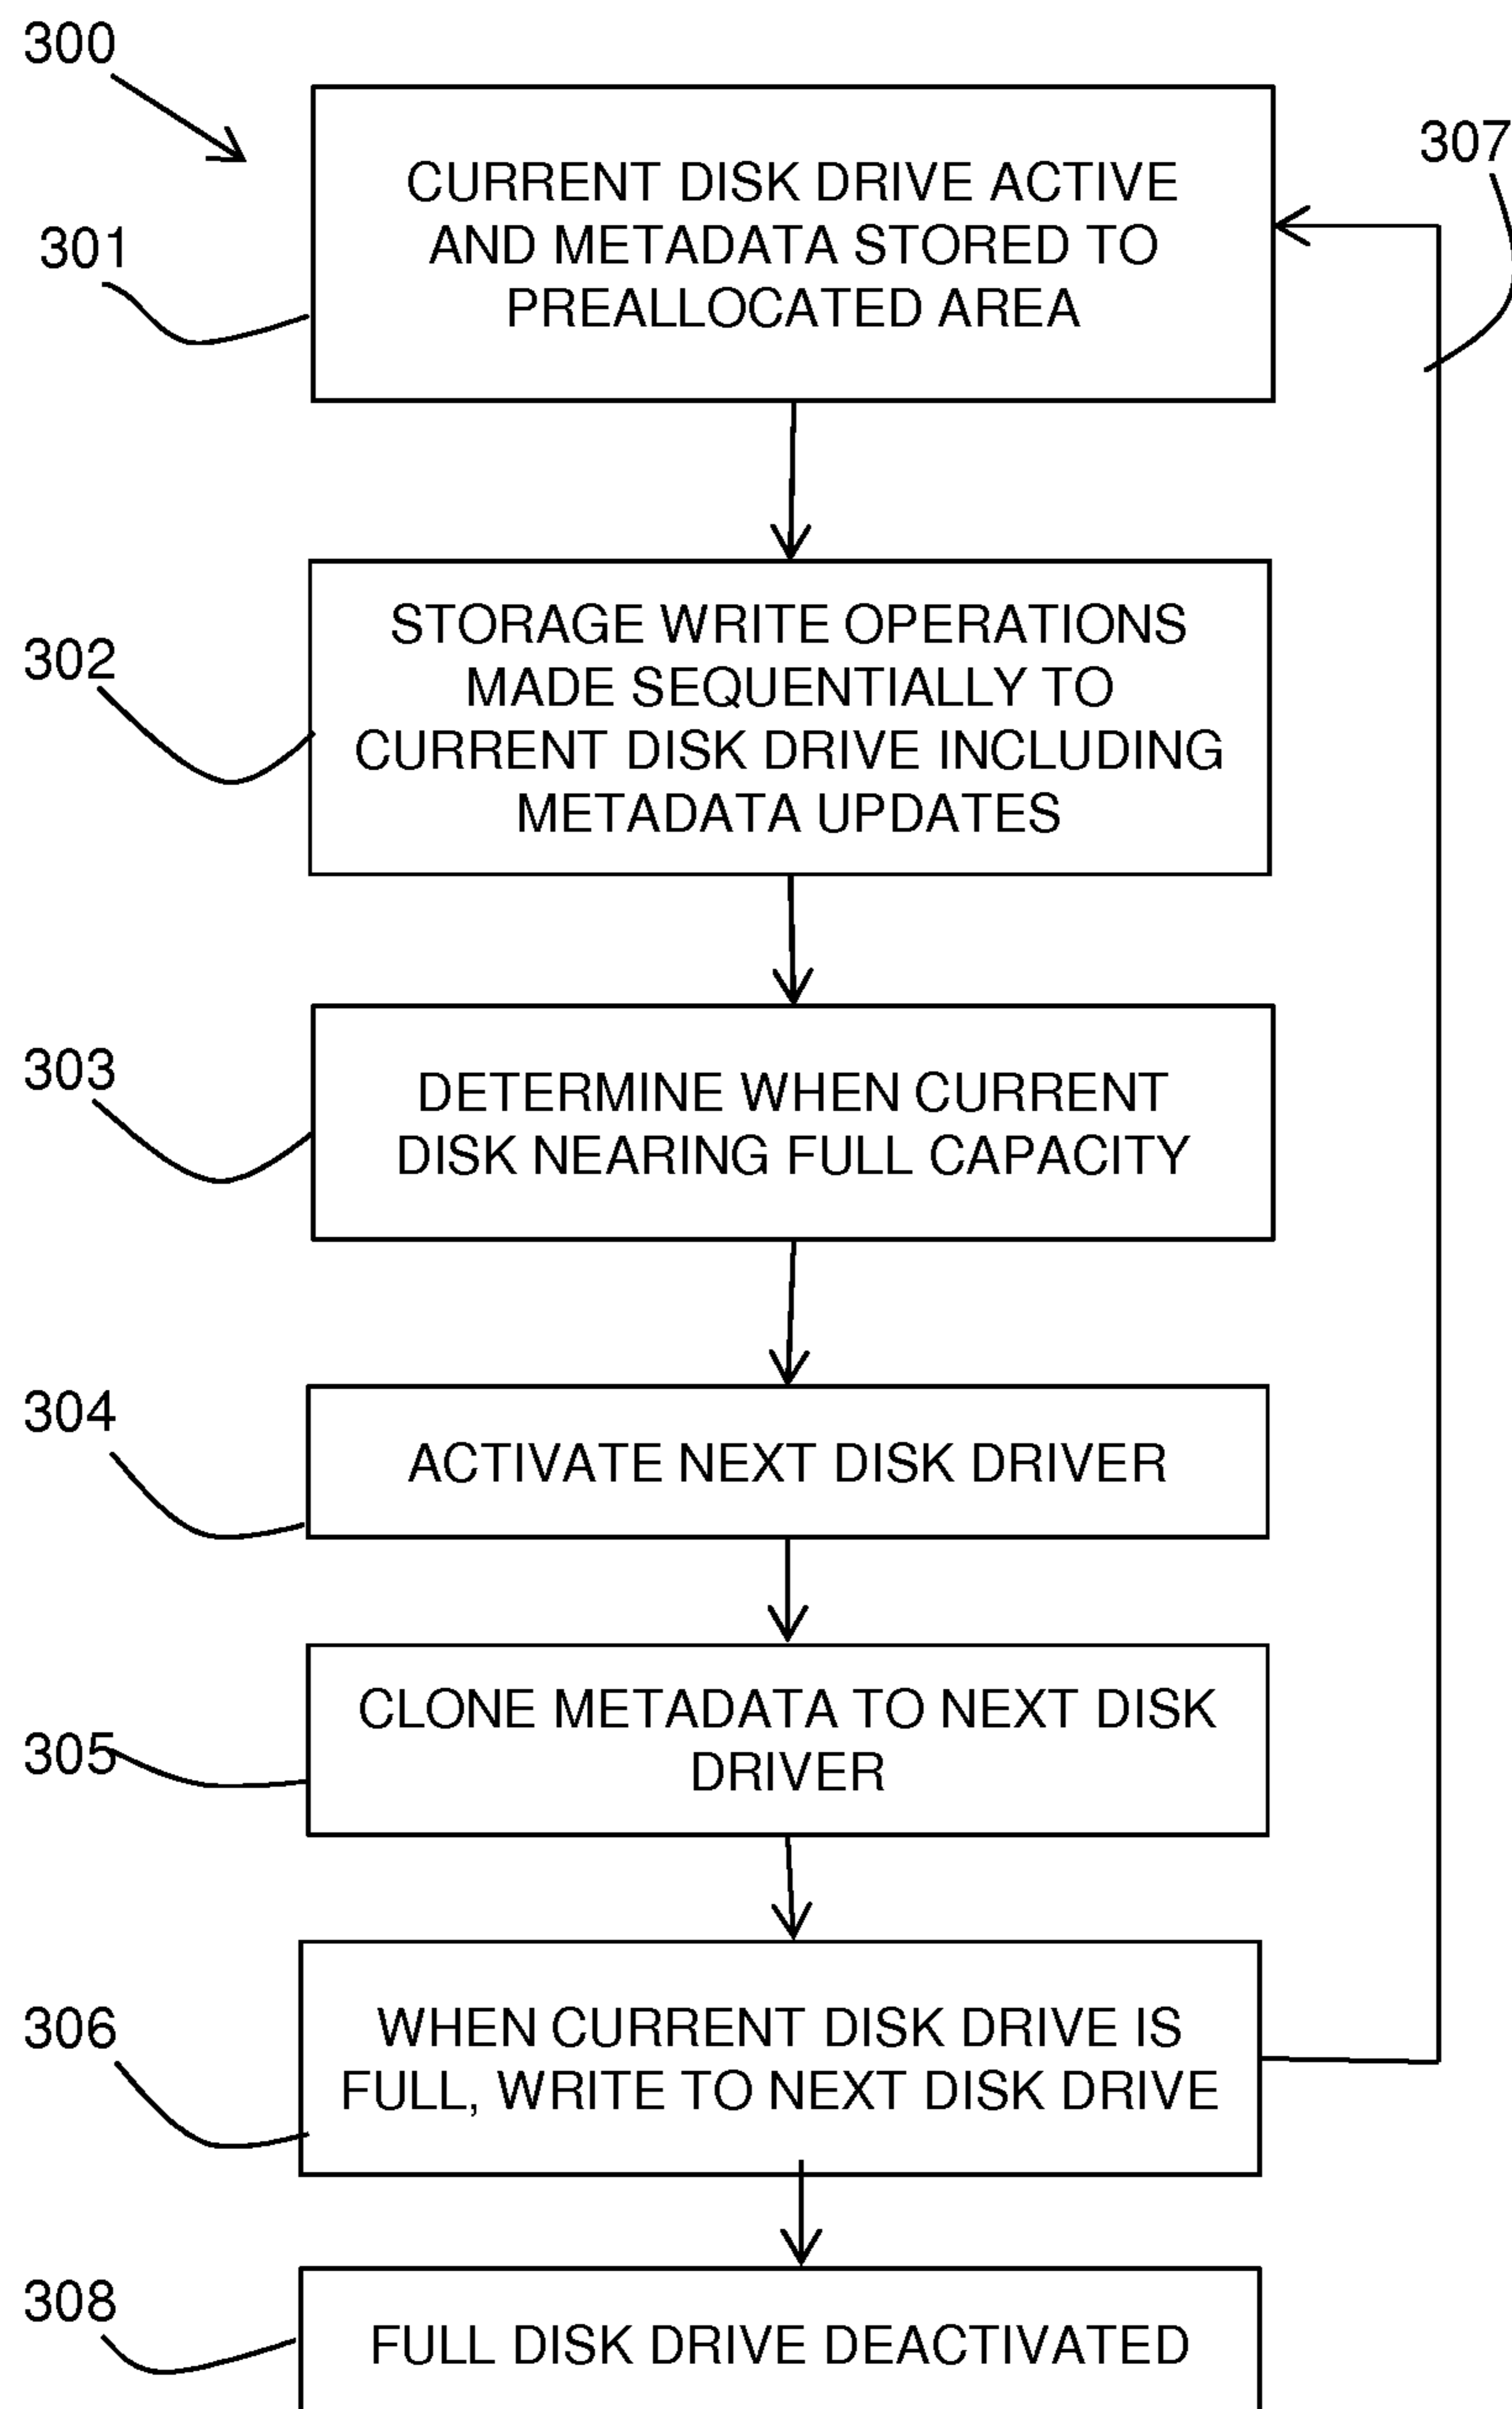 300
307
CURRENT DISK DRIVE ACTIVE
AND METADATA STORED TO
PREALLOCATED AREA
301
STORAGE WRITE OPERATIONS
MADE SEQUENTIALLY TO
CURRENT DISK DRIVE INCLUDING
METADATA UPDATES
302
303
DETERMINE WHEN CURRENT
DISK NEARING FULL CAPACITY
304
ACTIVATE NEXT DISK DRIVER
305
CLONE METADATA TO NEXT DISK
DRIVER
306
WHEN CURRENT DISK DRIVE IS
FULL, WRITE TO NEXT DISK DRIVE
308
FULL DISK DRIVE DEACTIVATED